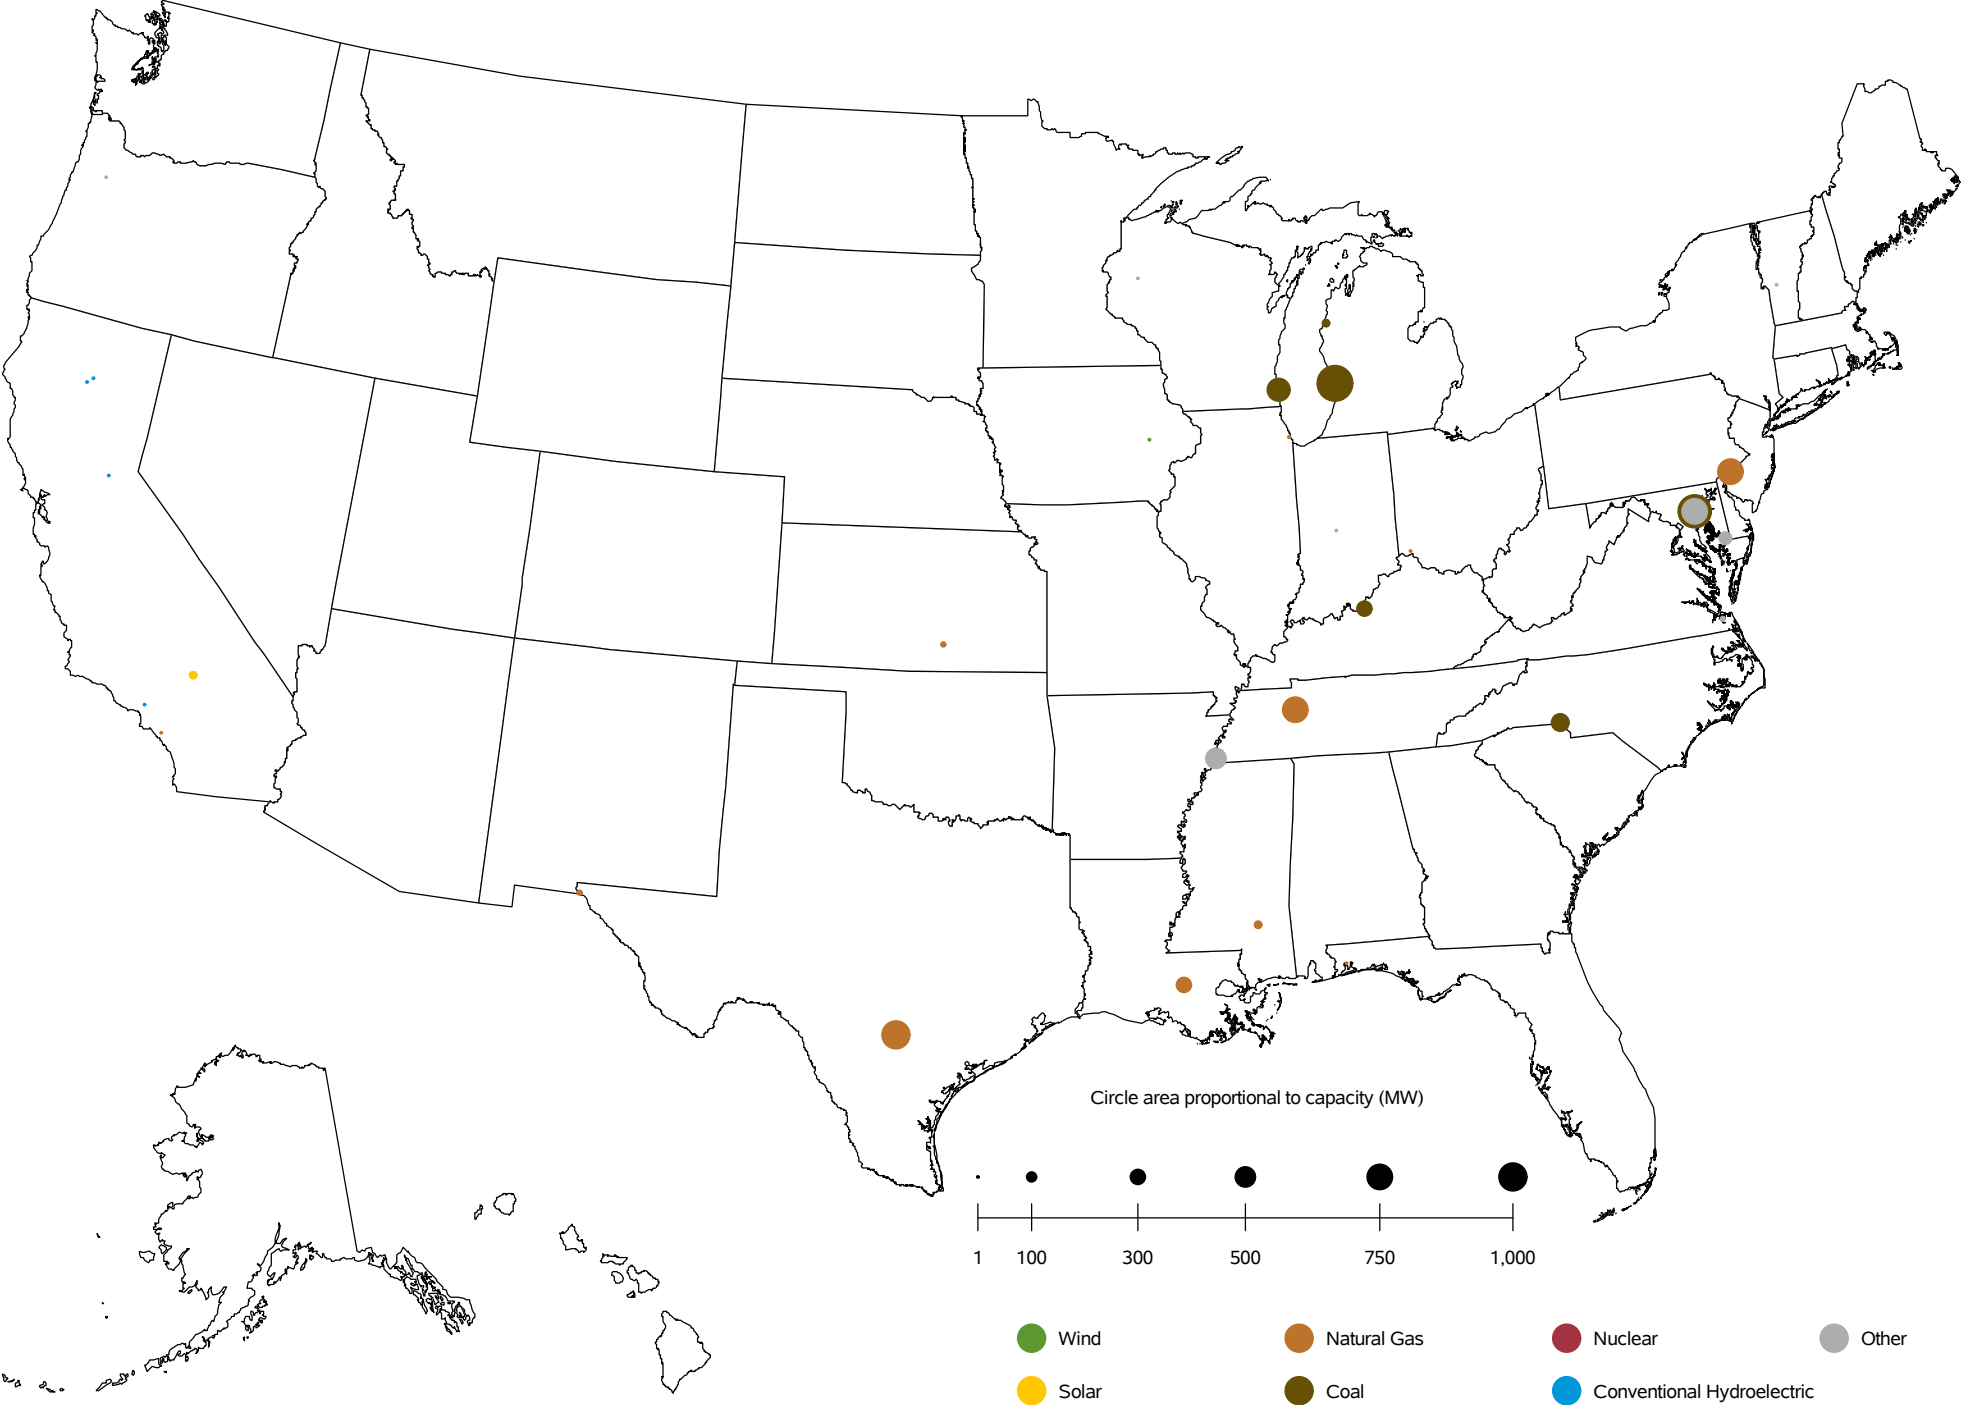 Circle area proportional to capacity (MW)
1 100 300 500 750 1,000
Wind Natural Gas Nuclear Other
Solar Coal Conventional Hydroelectric